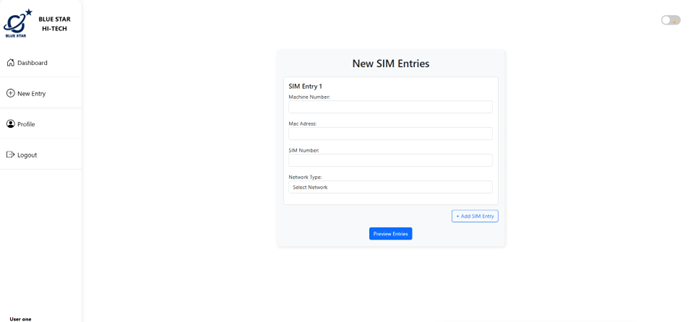 BLUE STAR
HI-TECH
BLUE STAR
Dashboard
New Entry
Profile
Logout
User one
New SIM Entries
SIM Entry 1
Machine Number:
Mac Adress:
SIM Number:
Network Type:
Select Network
+ Add SIM Entry
Preview Entries